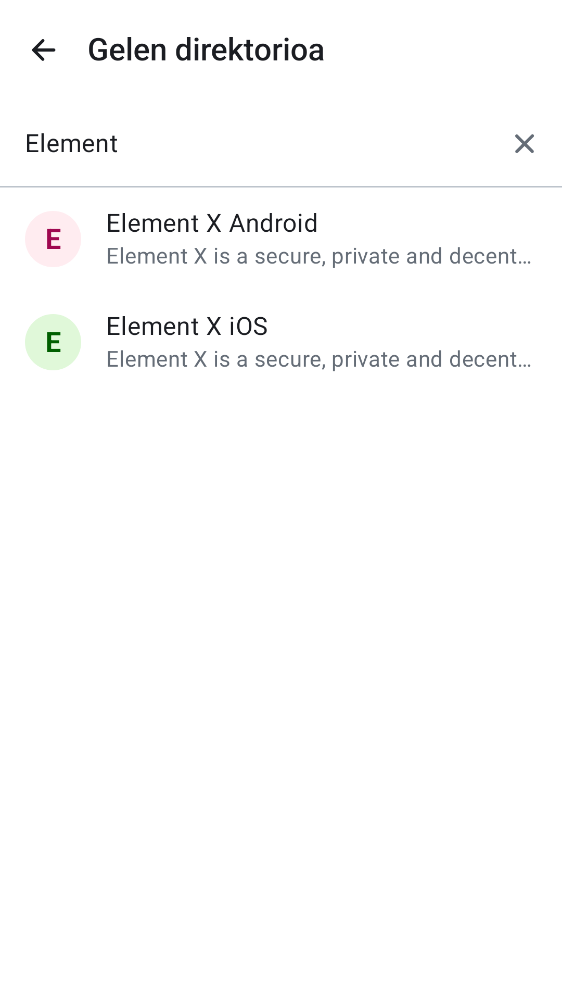 Gelen direktorioa
Element
E
Element X Android
Element X is a secure, private and decent…
E
Element X iOS
Element X is a secure, private and decent…